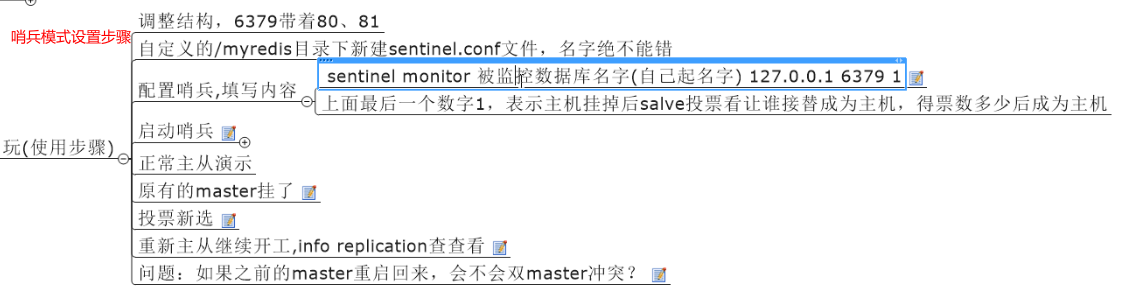 调整结构，6379带着80、81
哨兵模式设置步骤
自定义的/myredis目录下新建sentinel.conf文件，名字绝不能错
sentinel monitor 被监控数据库名字(自己起名字) 127.0.0.1 6379 1
配置哨兵,填写内容
上面最后一个数字1，表示主机挂掉后salve投票看让谁接替成为主机，得票数多少后成为主机
启动哨兵
玩(使用步骤)
正常主从演示
原有的master挂了
投票新选
重新主从继续开工,info replication查查看
问题：如果之前的master重启回来，会不会双master冲突？